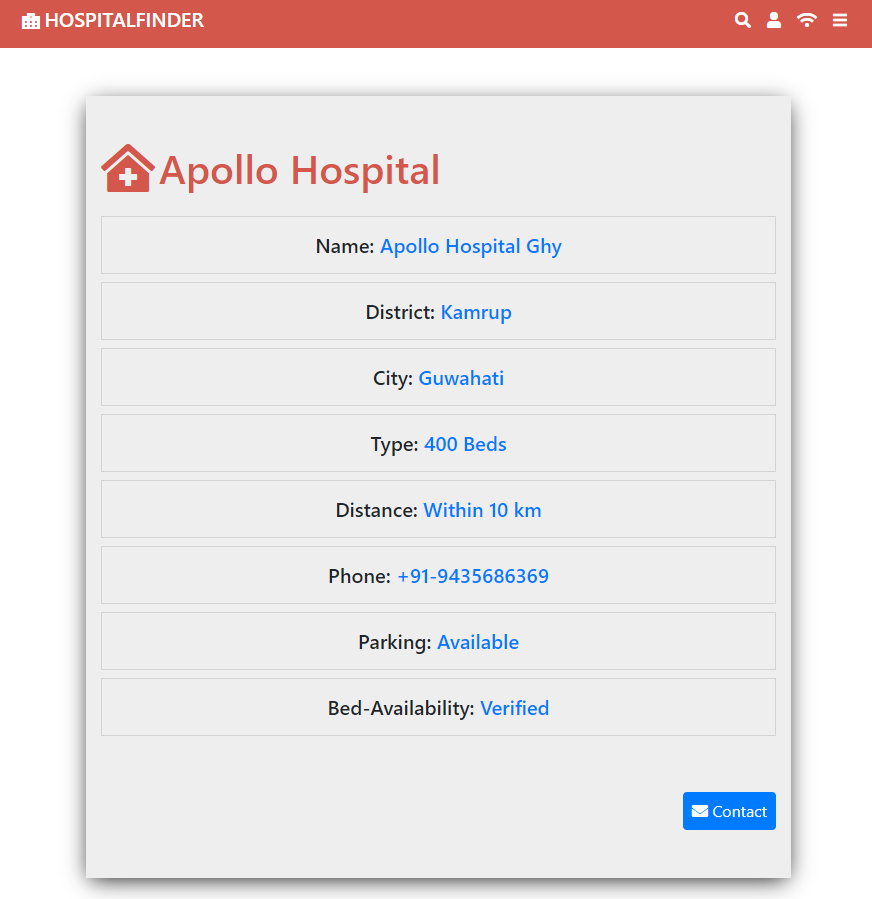 HOSPITALFINDER
Apollo Hospital
Name: Apollo Hospital Ghy
District: Kamrup
City: Guwahati
Type: 400 Beds
Distance: Within 10 km
Phone: +91-9435686369
Parking: Available
Bed-Availability: Verified
Contact